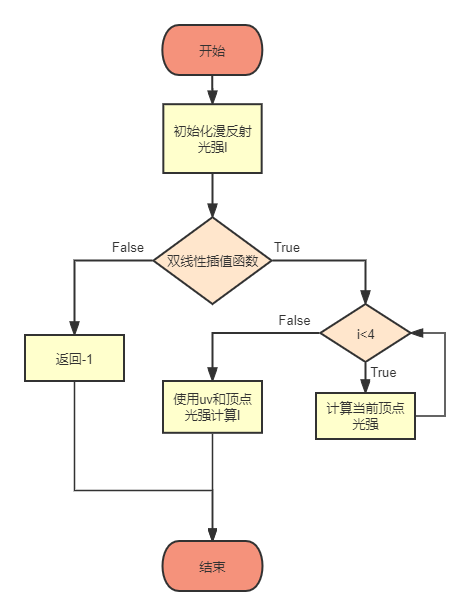 开始
初始化漫反射
光强I
False
True
双线性插值函数
False
i<4
返回-1
True
使用uv和顶点
光强计算I
计算当前顶点
光强
结束